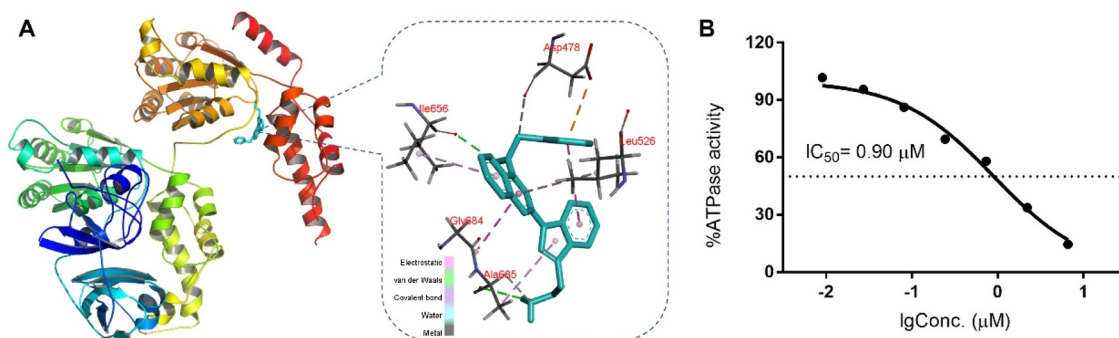 A
Asp478
Ile656
Leu526
Gly684
Ala685
Electrostatic
van der Waals
Covalent bond
Water
Metal
B
120
90
60
30
0
%ATPase activity
IC50= 0.90 μM
-2
-1
0
1
lgConc. (μM)